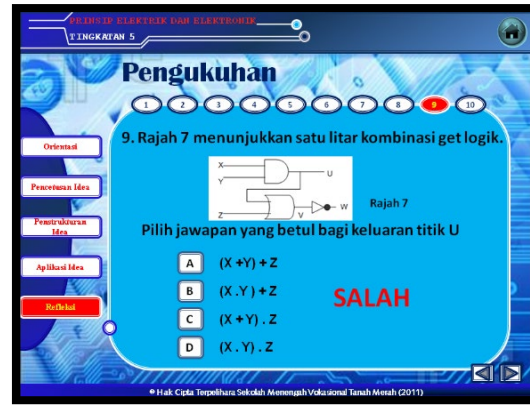 PRINSIP ELEKTRIK DAN ELEKTRONIK
TINGKATAN 5
Pengukuhan
1 2 3 4 5 6 7 8 9 10
Orientasi
Pencetusan Idea
Penstrukturan
Idea
Aplikasi Idea
Refleksi
9. Rajah 7 menunjukkan satu litar kombinasi get logik.
X
Y
U
Z
V
W
Rajah 7
Pilih jawapan yang betul bagi keluaran titik U
A (X +Y) + Z
B (X .Y ) + Z
C (X + Y) . Z
D (X . Y) . Z
SALAH
© Hak Cipta Terpelihara Sekolah Menengah Vokasional Tanah Merah (2011)